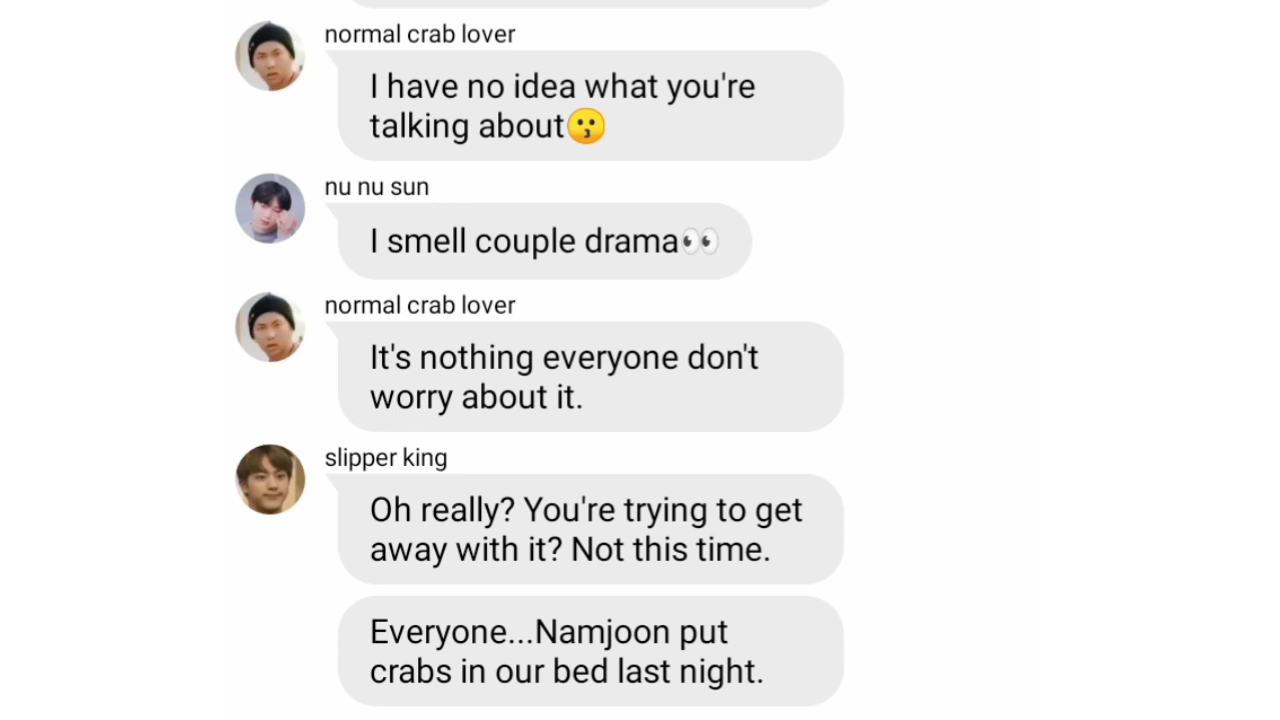 normal crab lover
I have no idea what you're
talking about😗
nu nu sun
I smell couple drama👀
normal crab lover
It's nothing everyone don't
worry about it.
slipper king
Oh really? You're trying to get
away with it? Not this time.
Everyone...Namjoon put
crabs in our bed last night.